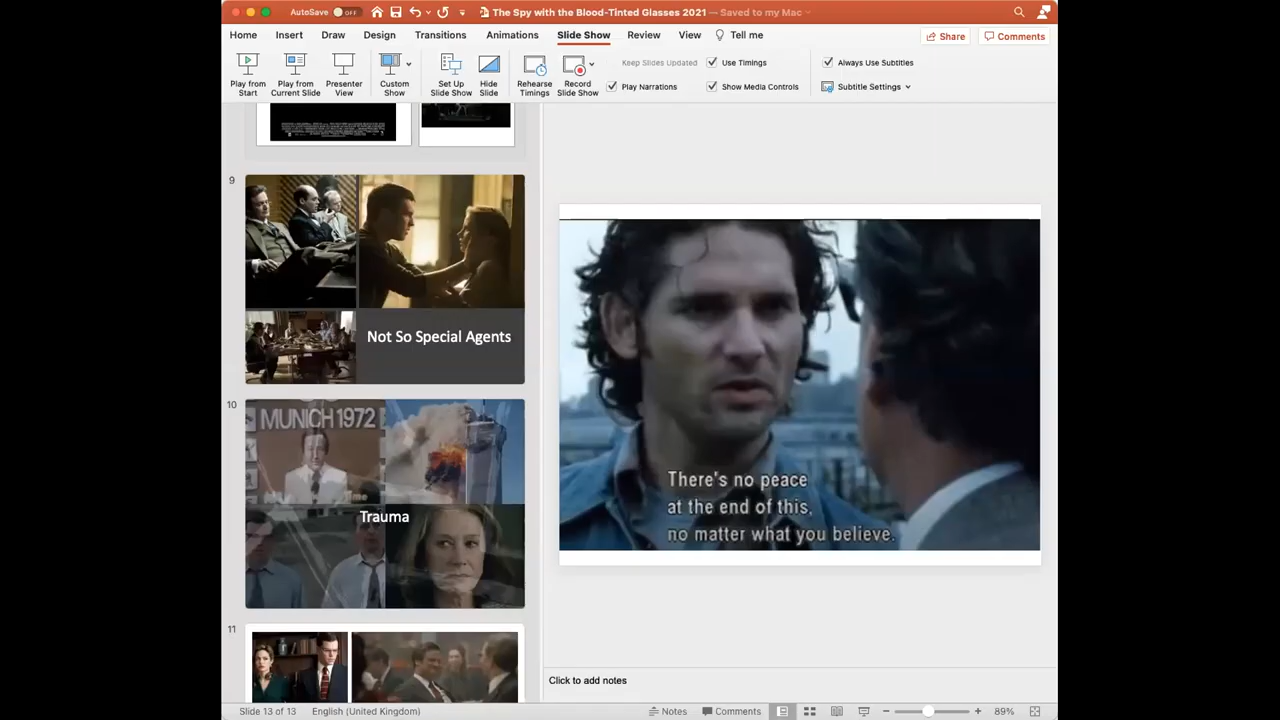 AutoSave OFF
The Spy with the Blood-Tinted Glasses 2021 — Saved to my Mac
Home Insert Draw Design Transitions Animations Slide Show Review View Tell me
Share Comments
Play from Start
Play from Current Slide
Presenter View
Custom Show
Set Up Slide Show
Hide Slide
Rehearse Timings
Record Slide Show
Keep Slides Updated
Play Narrations
Use Timings
Show Media Controls
Always Use Subtitles
Subtitle Settings
9
Not So Special Agents
10
MUNICH 1972
Time
Trauma
11
There's no peace
at the end of this,
no matter what you believe.
Click to add notes
Slide 13 of 13 English (United Kingdom) Notes Comments 89%